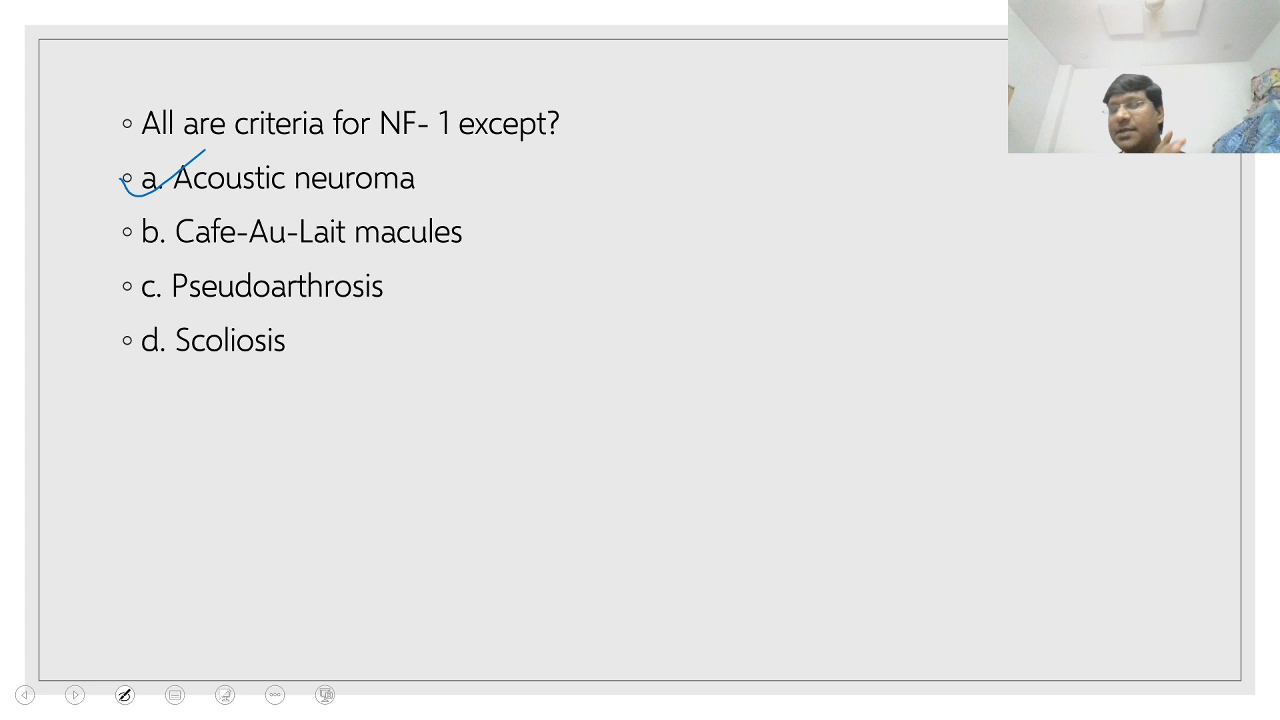 All are criteria for NF- 1 except?
a. Acoustic neuroma
b. Cafe-Au-Lait macules
c. Pseudoarthrosis
d. Scoliosis